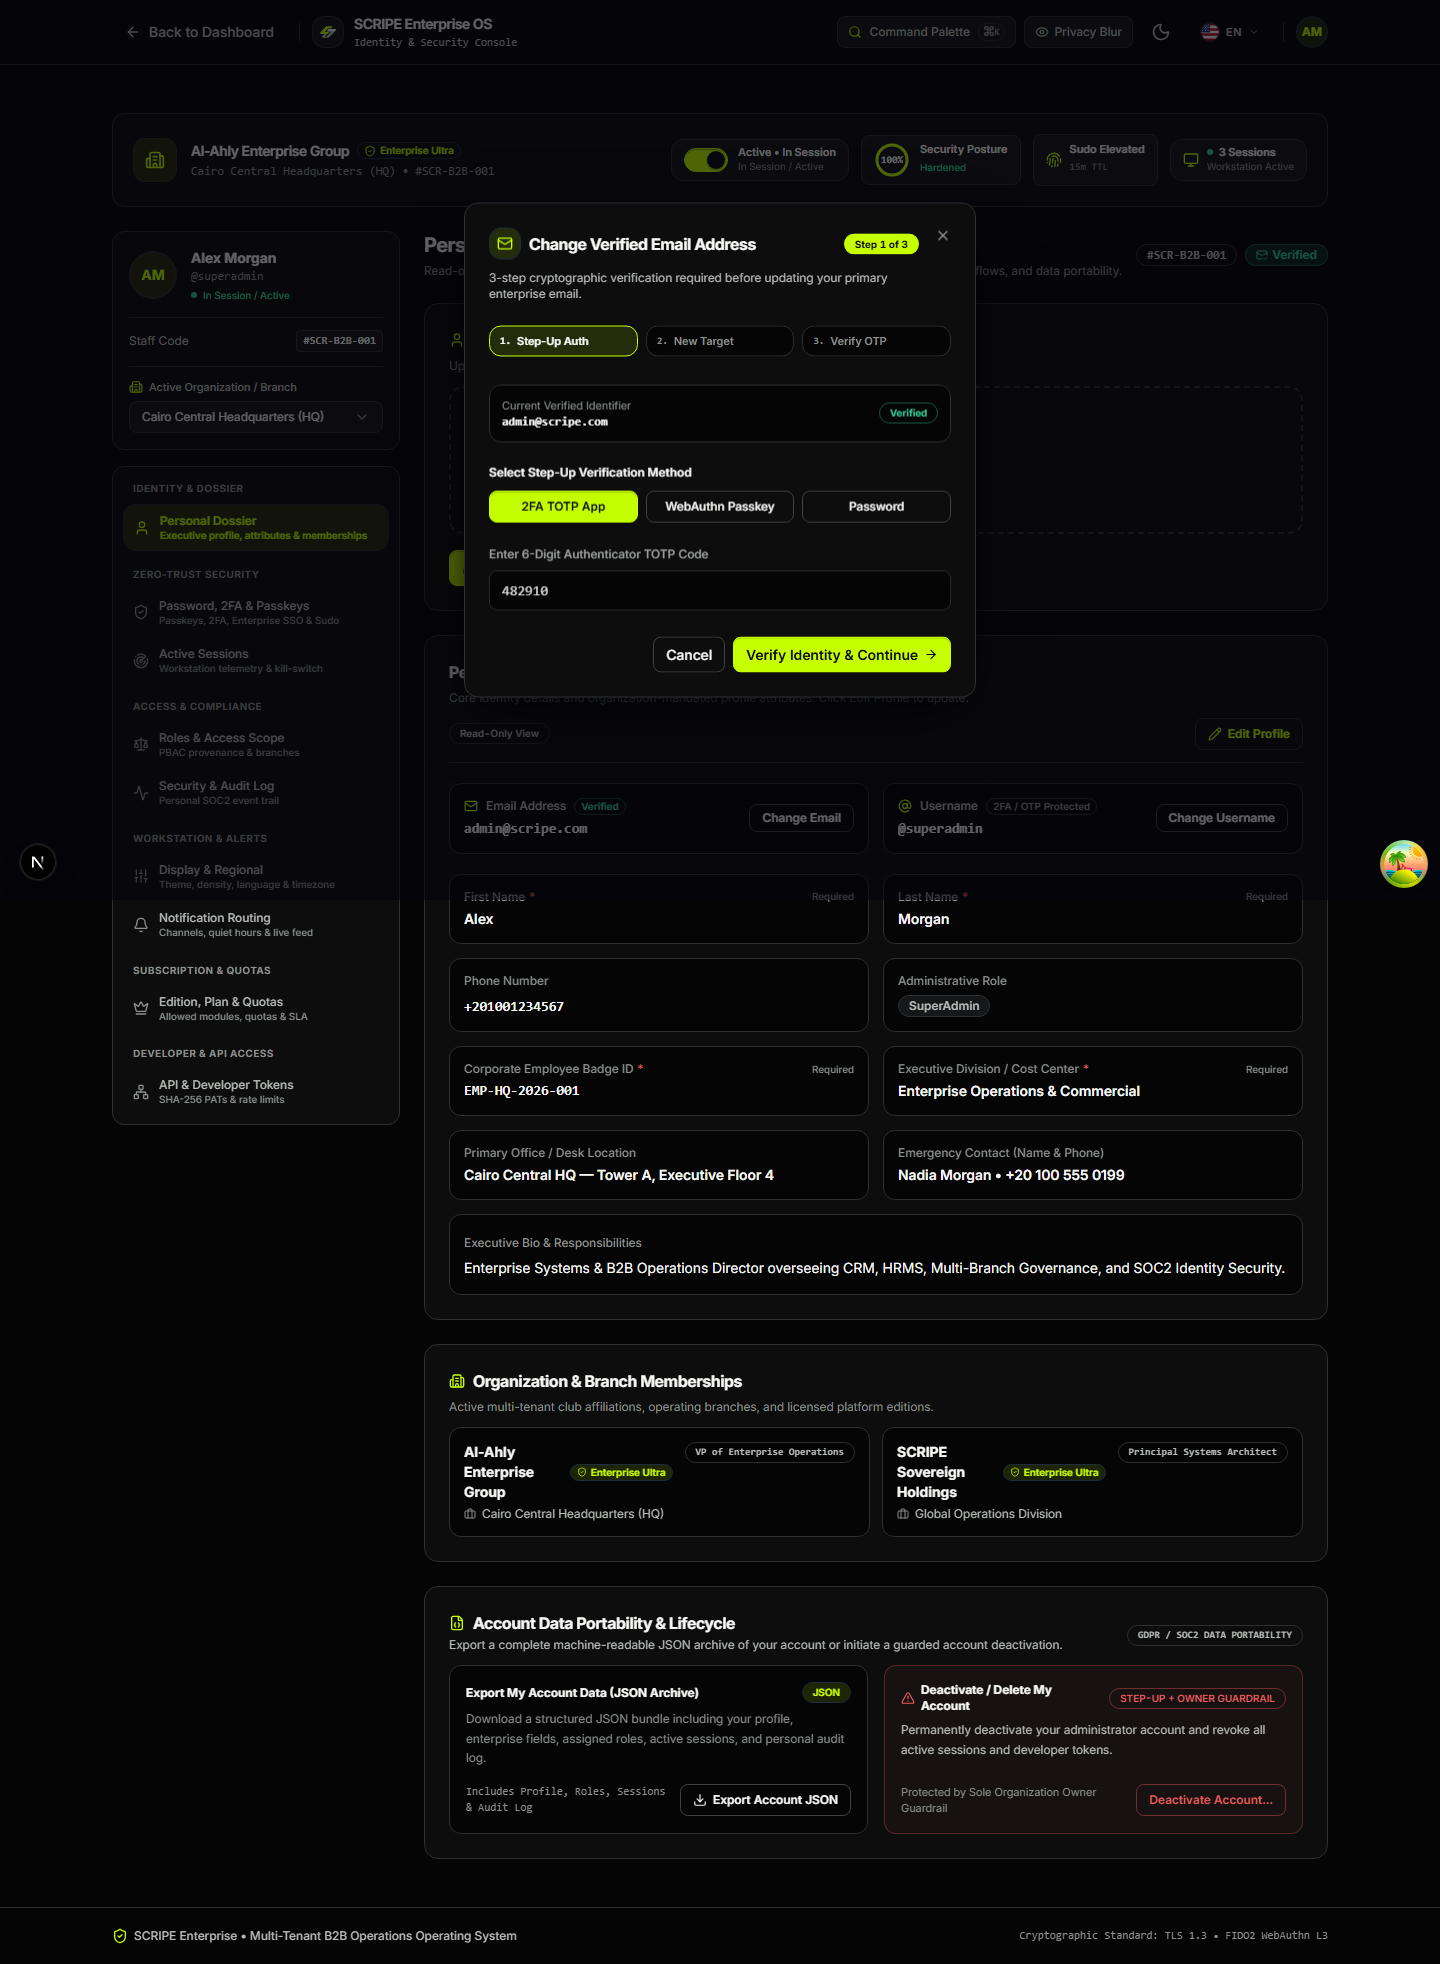 Back to Dashboard
SCRIPE Enterprise OS
Identity & Security Console
Command Palette ⌘K
Privacy Blur
EN
AM
Al-Ahly Enterprise Group
Enterprise Ultra
Cairo Central Headquarters (HQ) • #SCR-B2B-001
Active • In Session
In Session / Active
100%
Security Posture
Hardened
Sudo Elevated
15m TTL
3 Sessions
Workstation Active
AM
Alex Morgan
@superadmin
In Session / Active
Staff Code
#SCR-B2B-001
Active Organization / Branch
Cairo Central Headquarters (HQ)
IDENTITY & DOSSIER
Personal Dossier
Executive profile, attributes & memberships
ZERO-TRUST SECURITY
Password, 2FA & Passkeys
Passkeys, 2FA, Enterprise SSO & Sudo
Active Sessions
Workstation telemetry & kill-switch
ACCESS & COMPLIANCE
Roles & Access Scope
PBAC provenance & branches
Security & Audit Log
Personal SOC2 event trail
WORKSTATION & ALERTS
Display & Regional
Theme, density, language & timezone
Notification Routing
Channels, quiet hours & live feed
SUBSCRIPTION & QUOTAS
Edition, Plan & Quotas
Allowed modules, quotas & SLA
DEVELOPER & API ACCESS
API & Developer Tokens
SHA-256 PATs & rate limits
Pers
Read-o
flows, and data portability.
#SCR-B2B-001
Verified
Up
Change Verified Email Address
Step 1 of 3
3-step cryptographic verification required before updating your primary
enterprise email.
1. Step-Up Auth
2. New Target
3. Verify OTP
Current Verified Identifier
admin@scripe.com
Verified
Select Step-Up Verification Method
2FA TOTP App
WebAuthn Passkey
Password
Enter 6-Digit Authenticator TOTP Code
482910
Cancel
Verify Identity & Continue
Pe
Core identity details and organization-mandated profile attributes. Click Edit Profile to update.
Read-Only View
Edit Profile
Email Address
Verified
admin@scripe.com
Change Email
Username
2FA / OTP Protected
@superadmin
Change Username
First Name *
Required
Alex
Last Name *
Required
Morgan
Phone Number
+201001234567
Administrative Role
SuperAdmin
Corporate Employee Badge ID *
Required
EMP-HQ-2026-001
Executive Division / Cost Center *
Required
Enterprise Operations & Commercial
Primary Office / Desk Location
Cairo Central HQ — Tower A, Executive Floor 4
Emergency Contact (Name & Phone)
Nadia Morgan • +20 100 555 0199
Executive Bio & Responsibilities
Enterprise Systems & B2B Operations Director overseeing CRM, HRMS, Multi-Branch Governance, and SOC2 Identity Security.
Organization & Branch Memberships
Active multi-tenant club affiliations, operating branches, and licensed platform editions.
Al-Ahly
Enterprise
Group
Enterprise Ultra
VP of Enterprise Operations
Cairo Central Headquarters (HQ)
SCRIPE
Sovereign
Holdings
Enterprise Ultra
Principal Systems Architect
Global Operations Division
Account Data Portability & Lifecycle
Export a complete machine-readable JSON archive of your account or initiate a guarded account deactivation.
GDPR / SOC2 DATA PORTABILITY
Export My Account Data (JSON Archive)
JSON
Download a structured JSON bundle including your profile,
enterprise fields, assigned roles, active sessions, and personal audit
log.
Includes Profile, Roles, Sessions
& Audit Log
Export Account JSON
Deactivate / Delete My
Account
STEP-UP + OWNER GUARDRAIL
Permanently deactivate your administrator account and revoke all
active sessions and developer tokens.
Protected by Sole Organization Owner
Guardrail
Deactivate Account...
SCRIPE Enterprise • Multi-Tenant B2B Operations Operating System
Cryptographic Standard: TLS 1.3 • FIDO2 WebAuthn L3